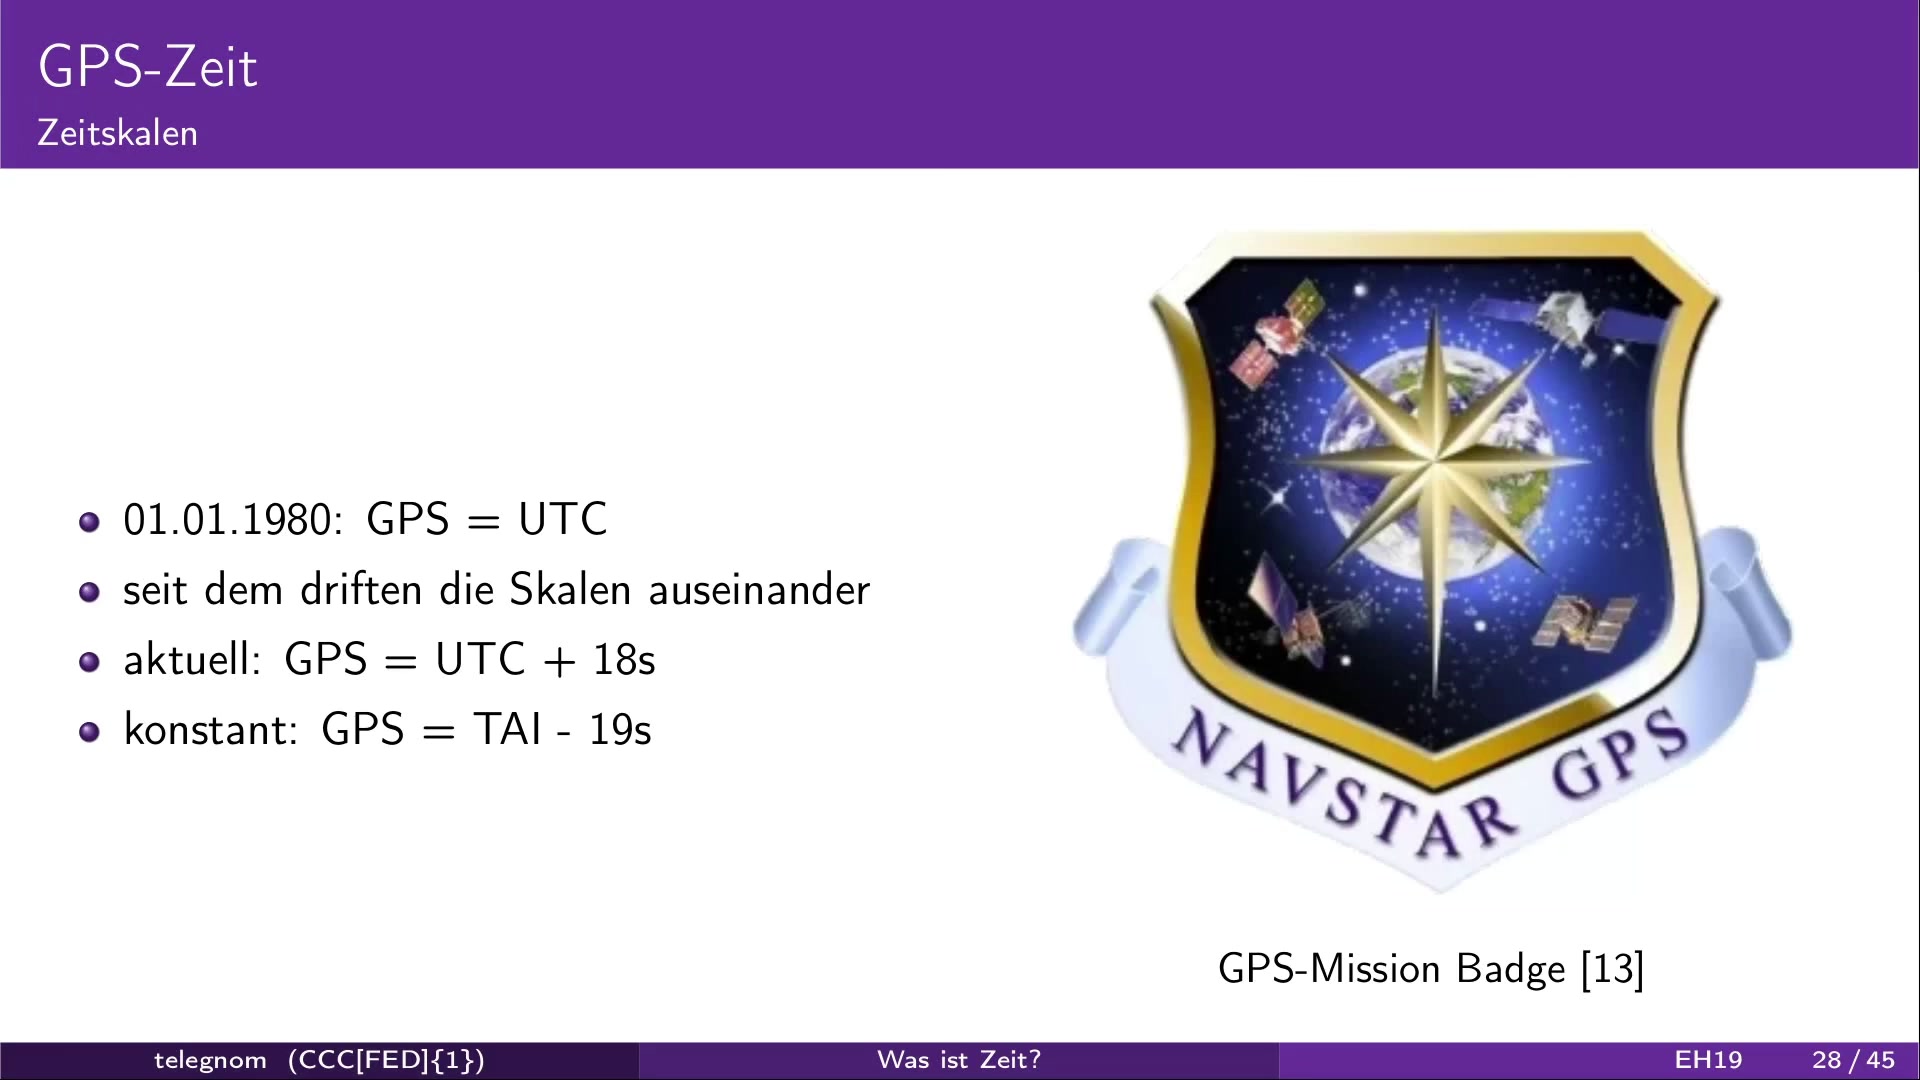 GPS-Zeit
Zeitskalen
01.01.1980: GPS = UTC
seit dem driften die Skalen auseinander
aktuell: GPS = UTC + 18s
konstant: GPS = TAI - 19s
NAVSTAR GPS
GPS-Mission Badge [13]
telegnom (CCC[FED]{1})
Was ist Zeit?
EH19
28 / 45